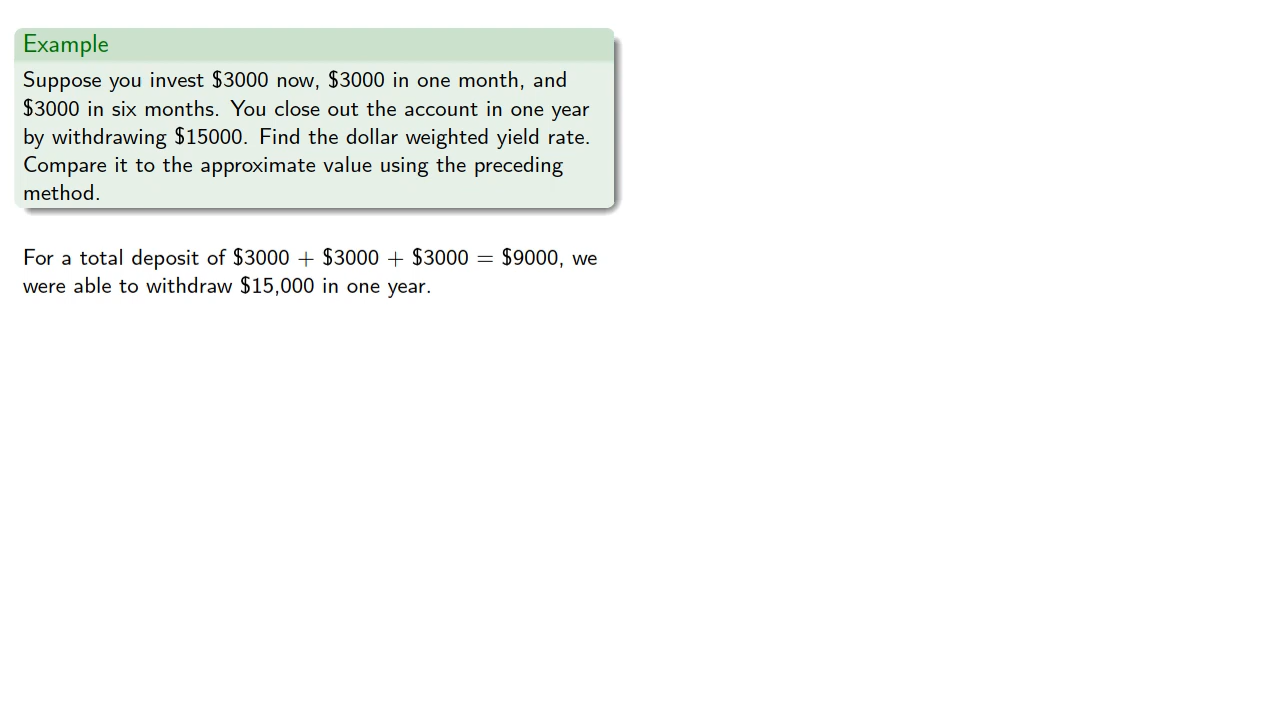 Example
Suppose you invest $3000 now, $3000 in one month, and
$3000 in six months. You close out the account in one year
by withdrawing $15000. Find the dollar weighted yield rate.
Compare it to the approximate value using the preceding
method.
For a total deposit of $3000 + $3000 + $3000 = $9000, we
were able to withdraw $15,000 in one year.